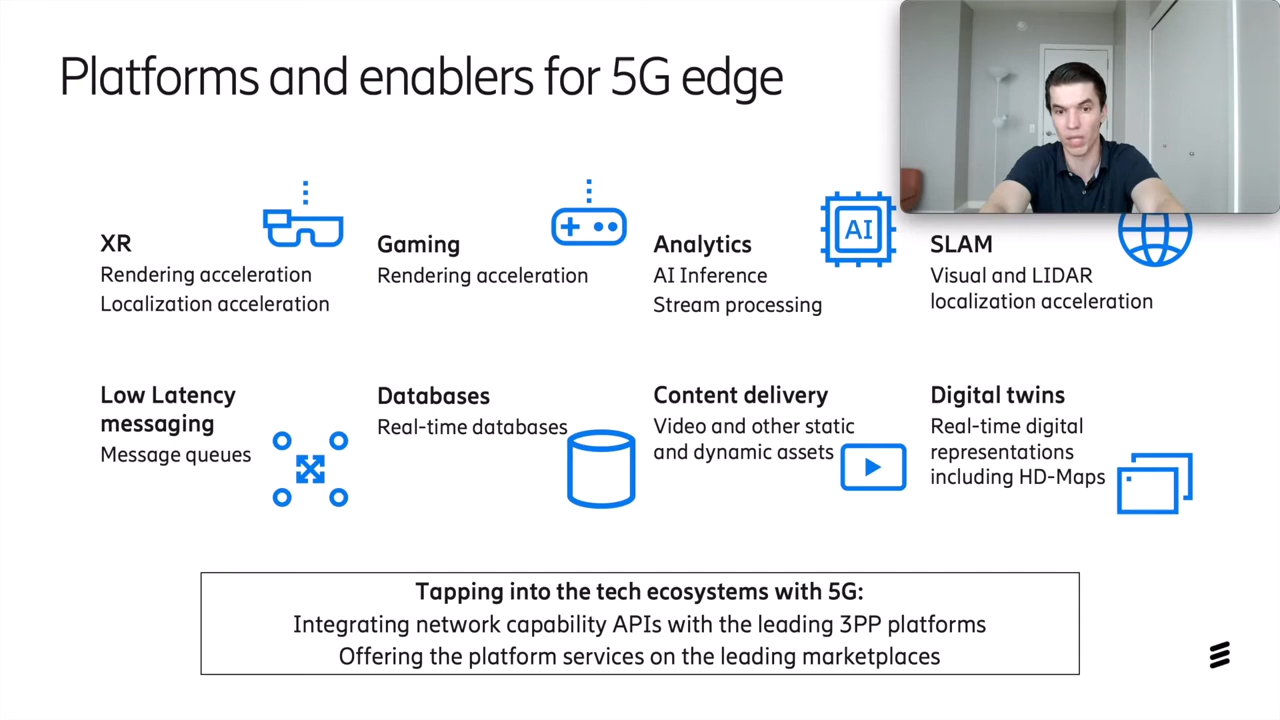 Platforms and enablers for 5G edge
XR
Rendering acceleration
Localization acceleration
Gaming
Rendering acceleration
AI
Analytics
AI Inference
Stream processing
SLAM
Visual and LIDAR
localization acceleration
Low Latency
messaging
Message queues
Databases
Real-time databases
Content delivery
Video and other static
and dynamic assets
Digital twins
Real-time digital
representations
including HD-Maps
Tapping into the tech ecosystems with 5G:
Integrating network capability APIs with the leading 3PP platforms
Offering the platform services on the leading marketplaces